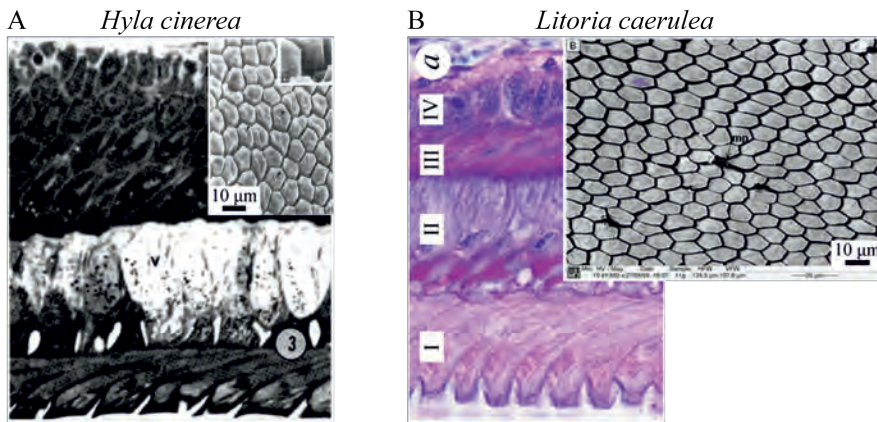 A Hyla cinerea
10 μm
3
B Litoria caerulea
a
IV
III
II
I
B
mp
10 μm